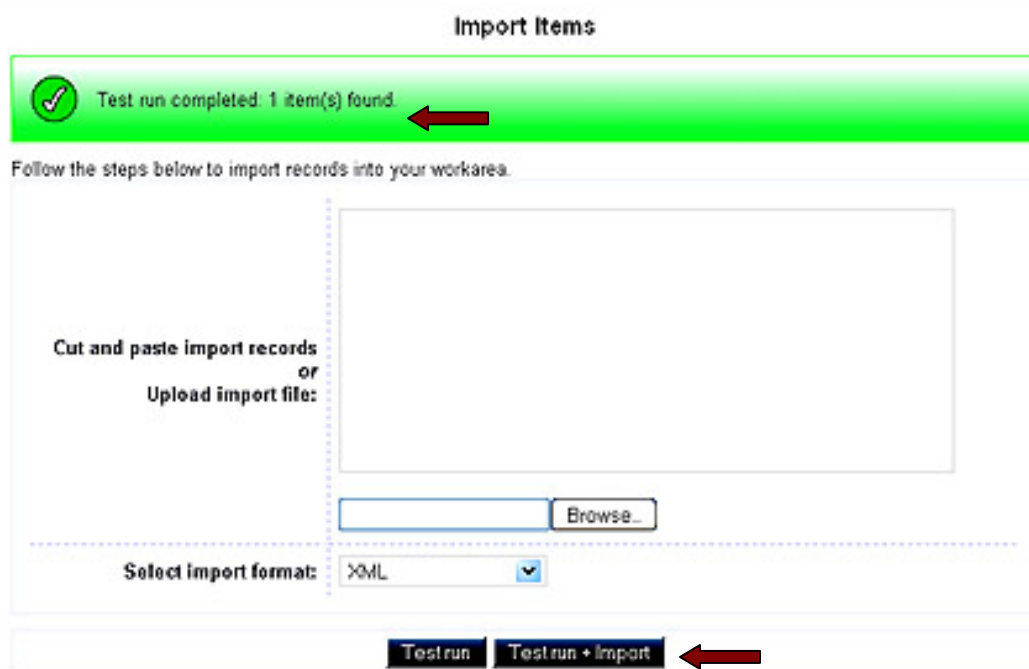 Import Items
Test run completed: 1 item(s) found.
Follow the steps below to import records into your workarea.
Cut and paste import records
or
Upload import file:
Browse...
Select import format:
XML
Test run
Test run + Import